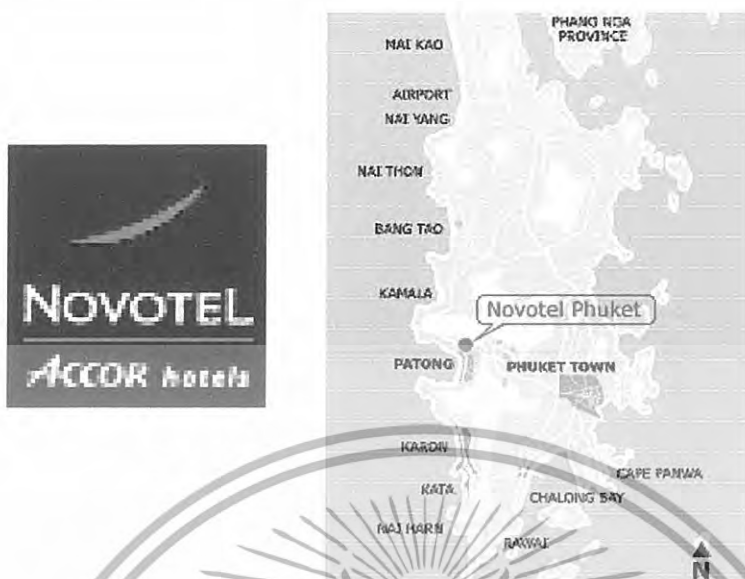 NOVOTEL
ACCOR hotels
PHANG NGA
PROVINCE
MAI KAO
AIRPORT
NAI YANG
NAI THON
BANG TAO
KAMALA
Novotel Phuket
PATONG
PHUKET TOWN
KARON
CAPE PANWA
KATA
CHALONG BAY
NAI HARN
RAWAI
N